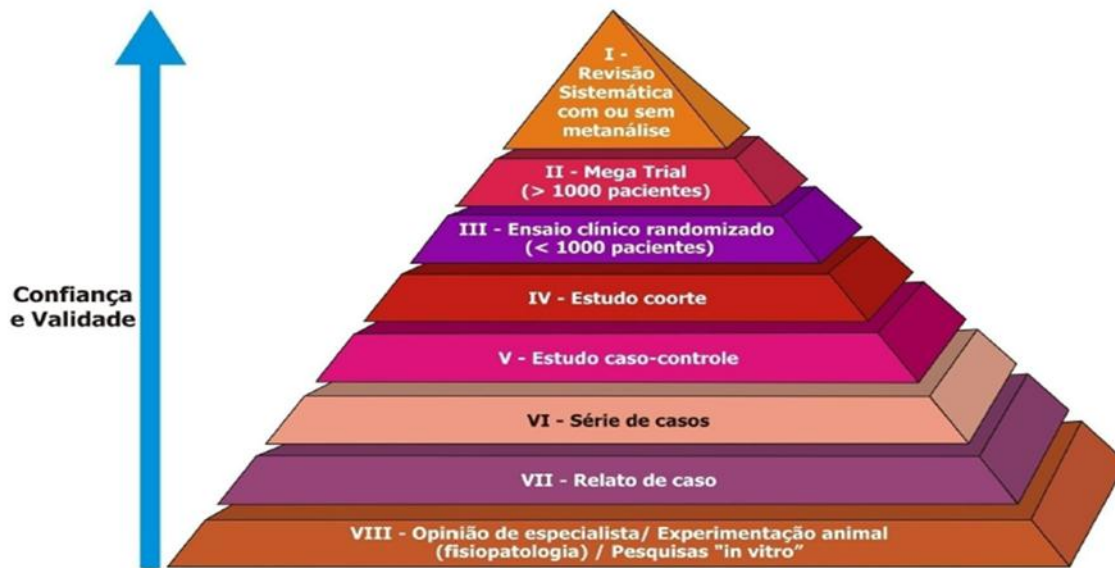 I -
Revisão
Sistemática
com ou sem
metanálise
II - Mega Trial
(> 1000 pacientes)
III - Ensaio clínico randomizado
(< 1000 pacientes)
IV - Estudo coorte
Confiança
e Validade
V - Estudo caso-controle
VI - Série de casos
VII - Relato de caso
VIII - Opinião de especialista/ Experimentação animal
(fisiopatologia) / Pesquisas "in vitro”